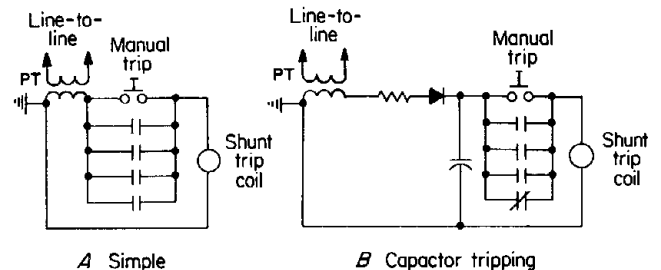 Line-to-
line
Manual
trip
PT
Shunt
trip
coil
A Simple
Line-to-
line
Manual
trip
PT
Shunt
trip
coil
B Capactor tripping